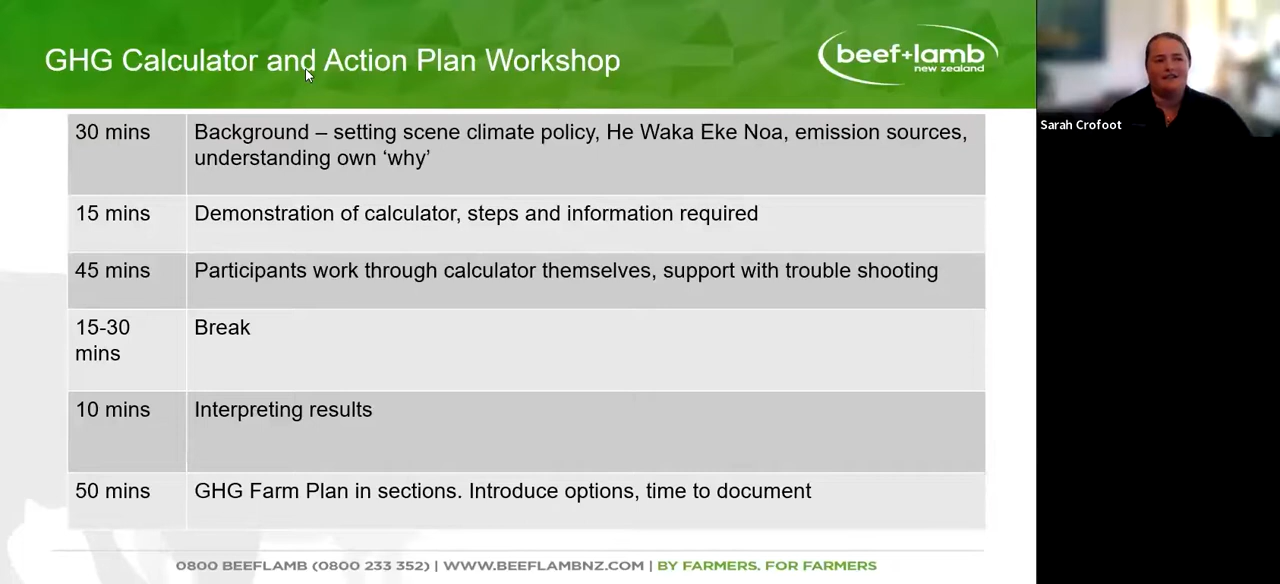 GHG Calculator and Action Plan Workshop
beef+lamb
new zealand
Sarah Crofoot
30 mins
Background – setting scene climate policy, He Waka Eke Noa, emission sources,
understanding own ‘why’
15 mins
Demonstration of calculator, steps and information required
45 mins
Participants work through calculator themselves, support with trouble shooting
15-30
mins
Break
10 mins
Interpreting results
50 mins
GHG Farm Plan in sections. Introduce options, time to document
0800 BEEFLAMB (0800 233 352) | WWW.BEEFLAMBNZ.COM | BY FARMERS. FOR FARMERS